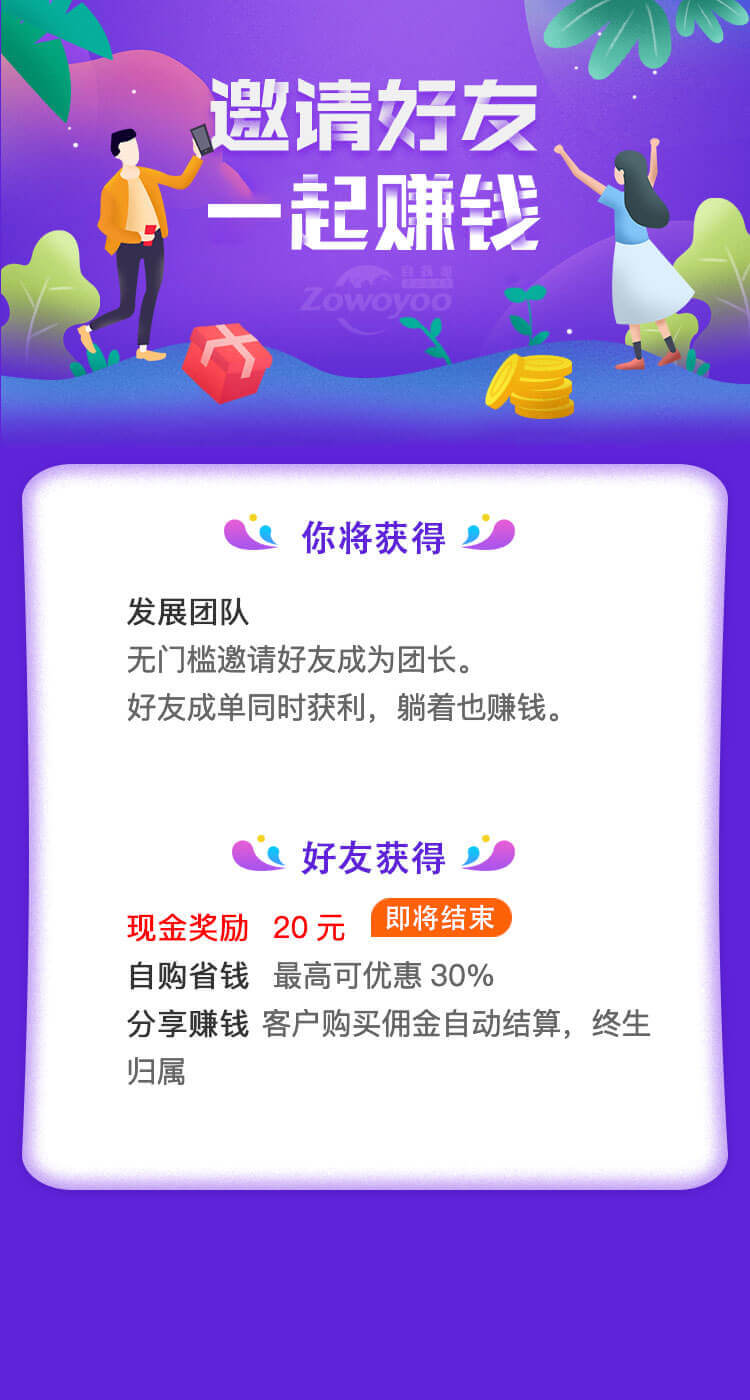 邀请好友
一起赚钱
自我游
Zowoyoo
你将获得
发展团队
无门槛邀请好友成为团长。
好友成单同时获利，躺着也赚钱。
好友获得
现金奖励 20 元 即将结束
自购省钱 最高可优惠 30%
分享赚钱 客户购买佣金自动结算，终生
归属